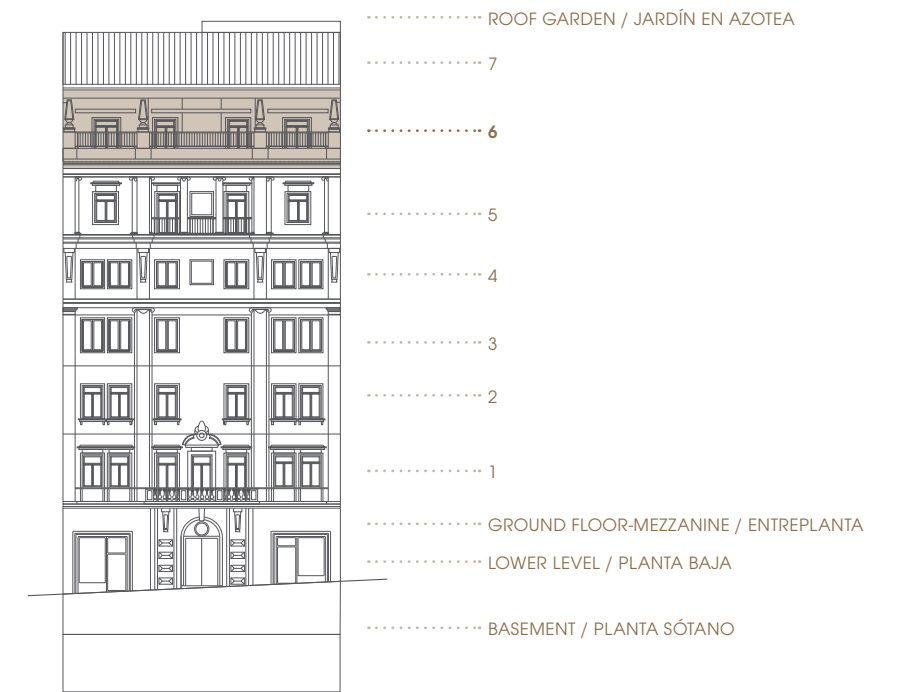 ROOF GARDEN / JARDÍN EN AZOTEA
7
6
5
4
3
2
1
GROUND FLOOR-MEZZANINE / ENTREPLANTA
LOWER LEVEL / PLANTA BAJA
BASEMENT / PLANTA SÓTANO